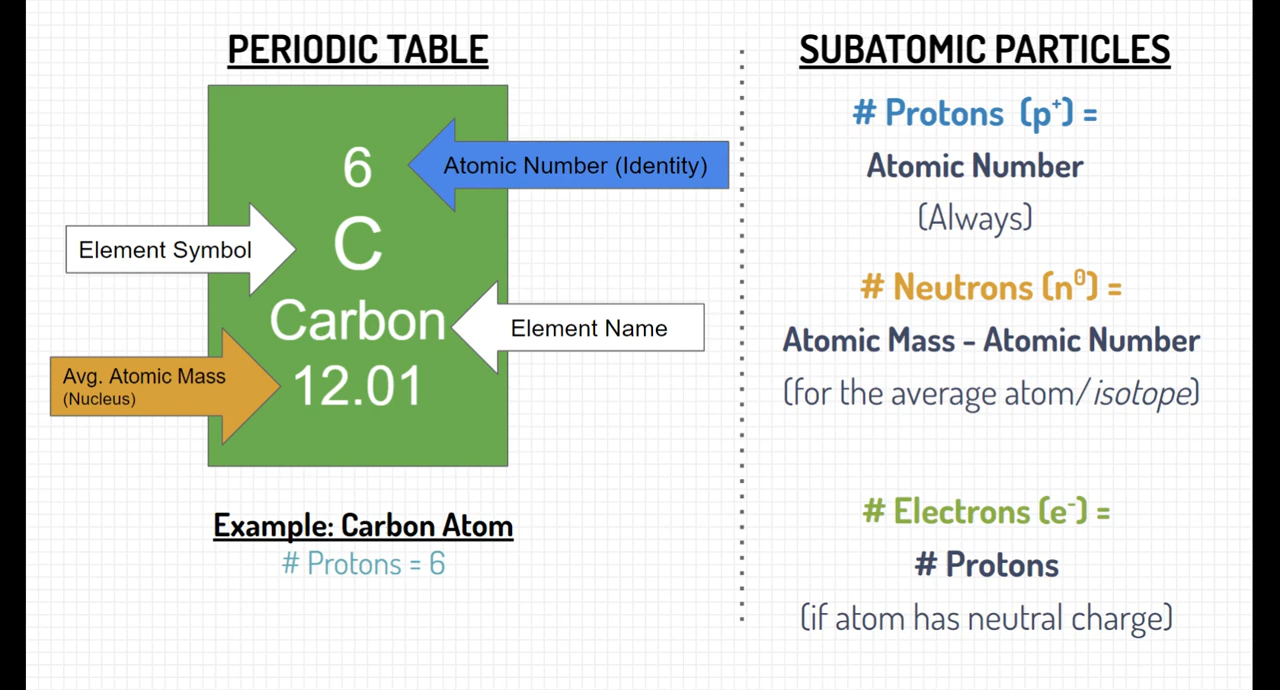 PERIODIC TABLE
6
Atomic Number (Identity)
Element Symbol
C
Carbon
Element Name
Avg. Atomic Mass
(Nucleus)
12.01
Example: Carbon Atom
# Protons = 6
SUBATOMIC PARTICLES
# Protons (p⁺) =
Atomic Number
(Always)
# Neutrons (n⁰) =
Atomic Mass - Atomic Number
(for the average atom/isotope)
# Electrons (e⁻) =
# Protons
(if atom has neutral charge)